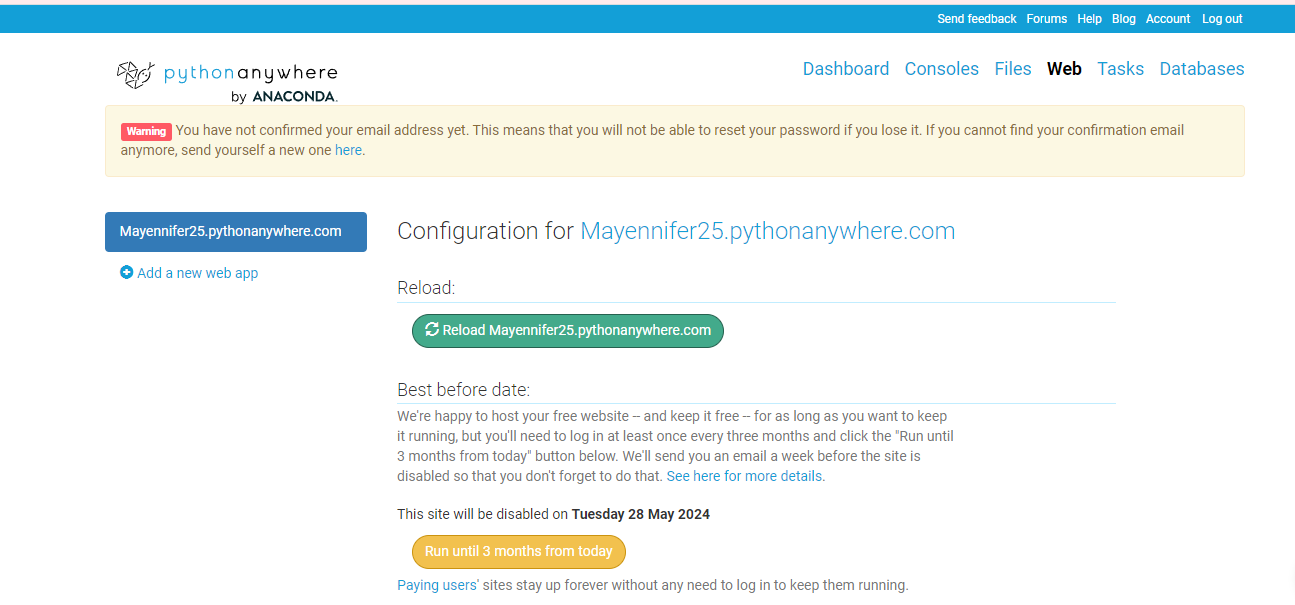 Send feedback Forums Help Blog Account Log out
pythonanywhere
by ANACONDA.
Dashboard Consoles Files Web Tasks Databases
Warning You have not confirmed your email address yet. This means that you will not be able to reset your password if you lose it. If you cannot find your confirmation email
anymore, send yourself a new one here.
Mayennifer25.pythonanywhere.com
Add a new web app
Configuration for Mayennifer25.pythonanywhere.com
Reload:
Reload Mayennifer25.pythonanywhere.com
Best before date:
We're happy to host your free website -- and keep it free -- for as long as you want to keep
it running, but you'll need to log in at least once every three months and click the "Run until
3 months from today" button below. We'll send you an email a week before the site is
disabled so that you don't forget to do that. See here for more details.
This site will be disabled on Tuesday 28 May 2024
Run until 3 months from today
Paying users' sites stay up forever without any need to log in to keep them running.